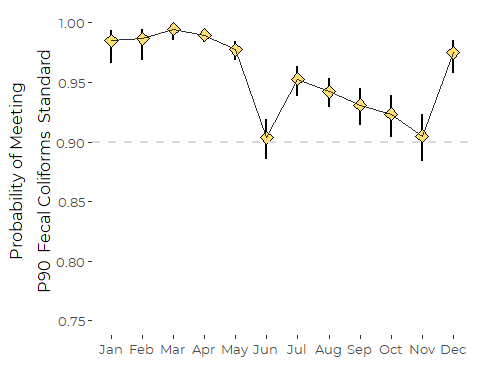 Probability of Meeting
P90 Fecal Coliforms Standard
1.00
0.95
0.90
0.85
0.80
0.75
Jan Feb Mar Apr May Jun Jul Aug Sep Oct Nov Dec